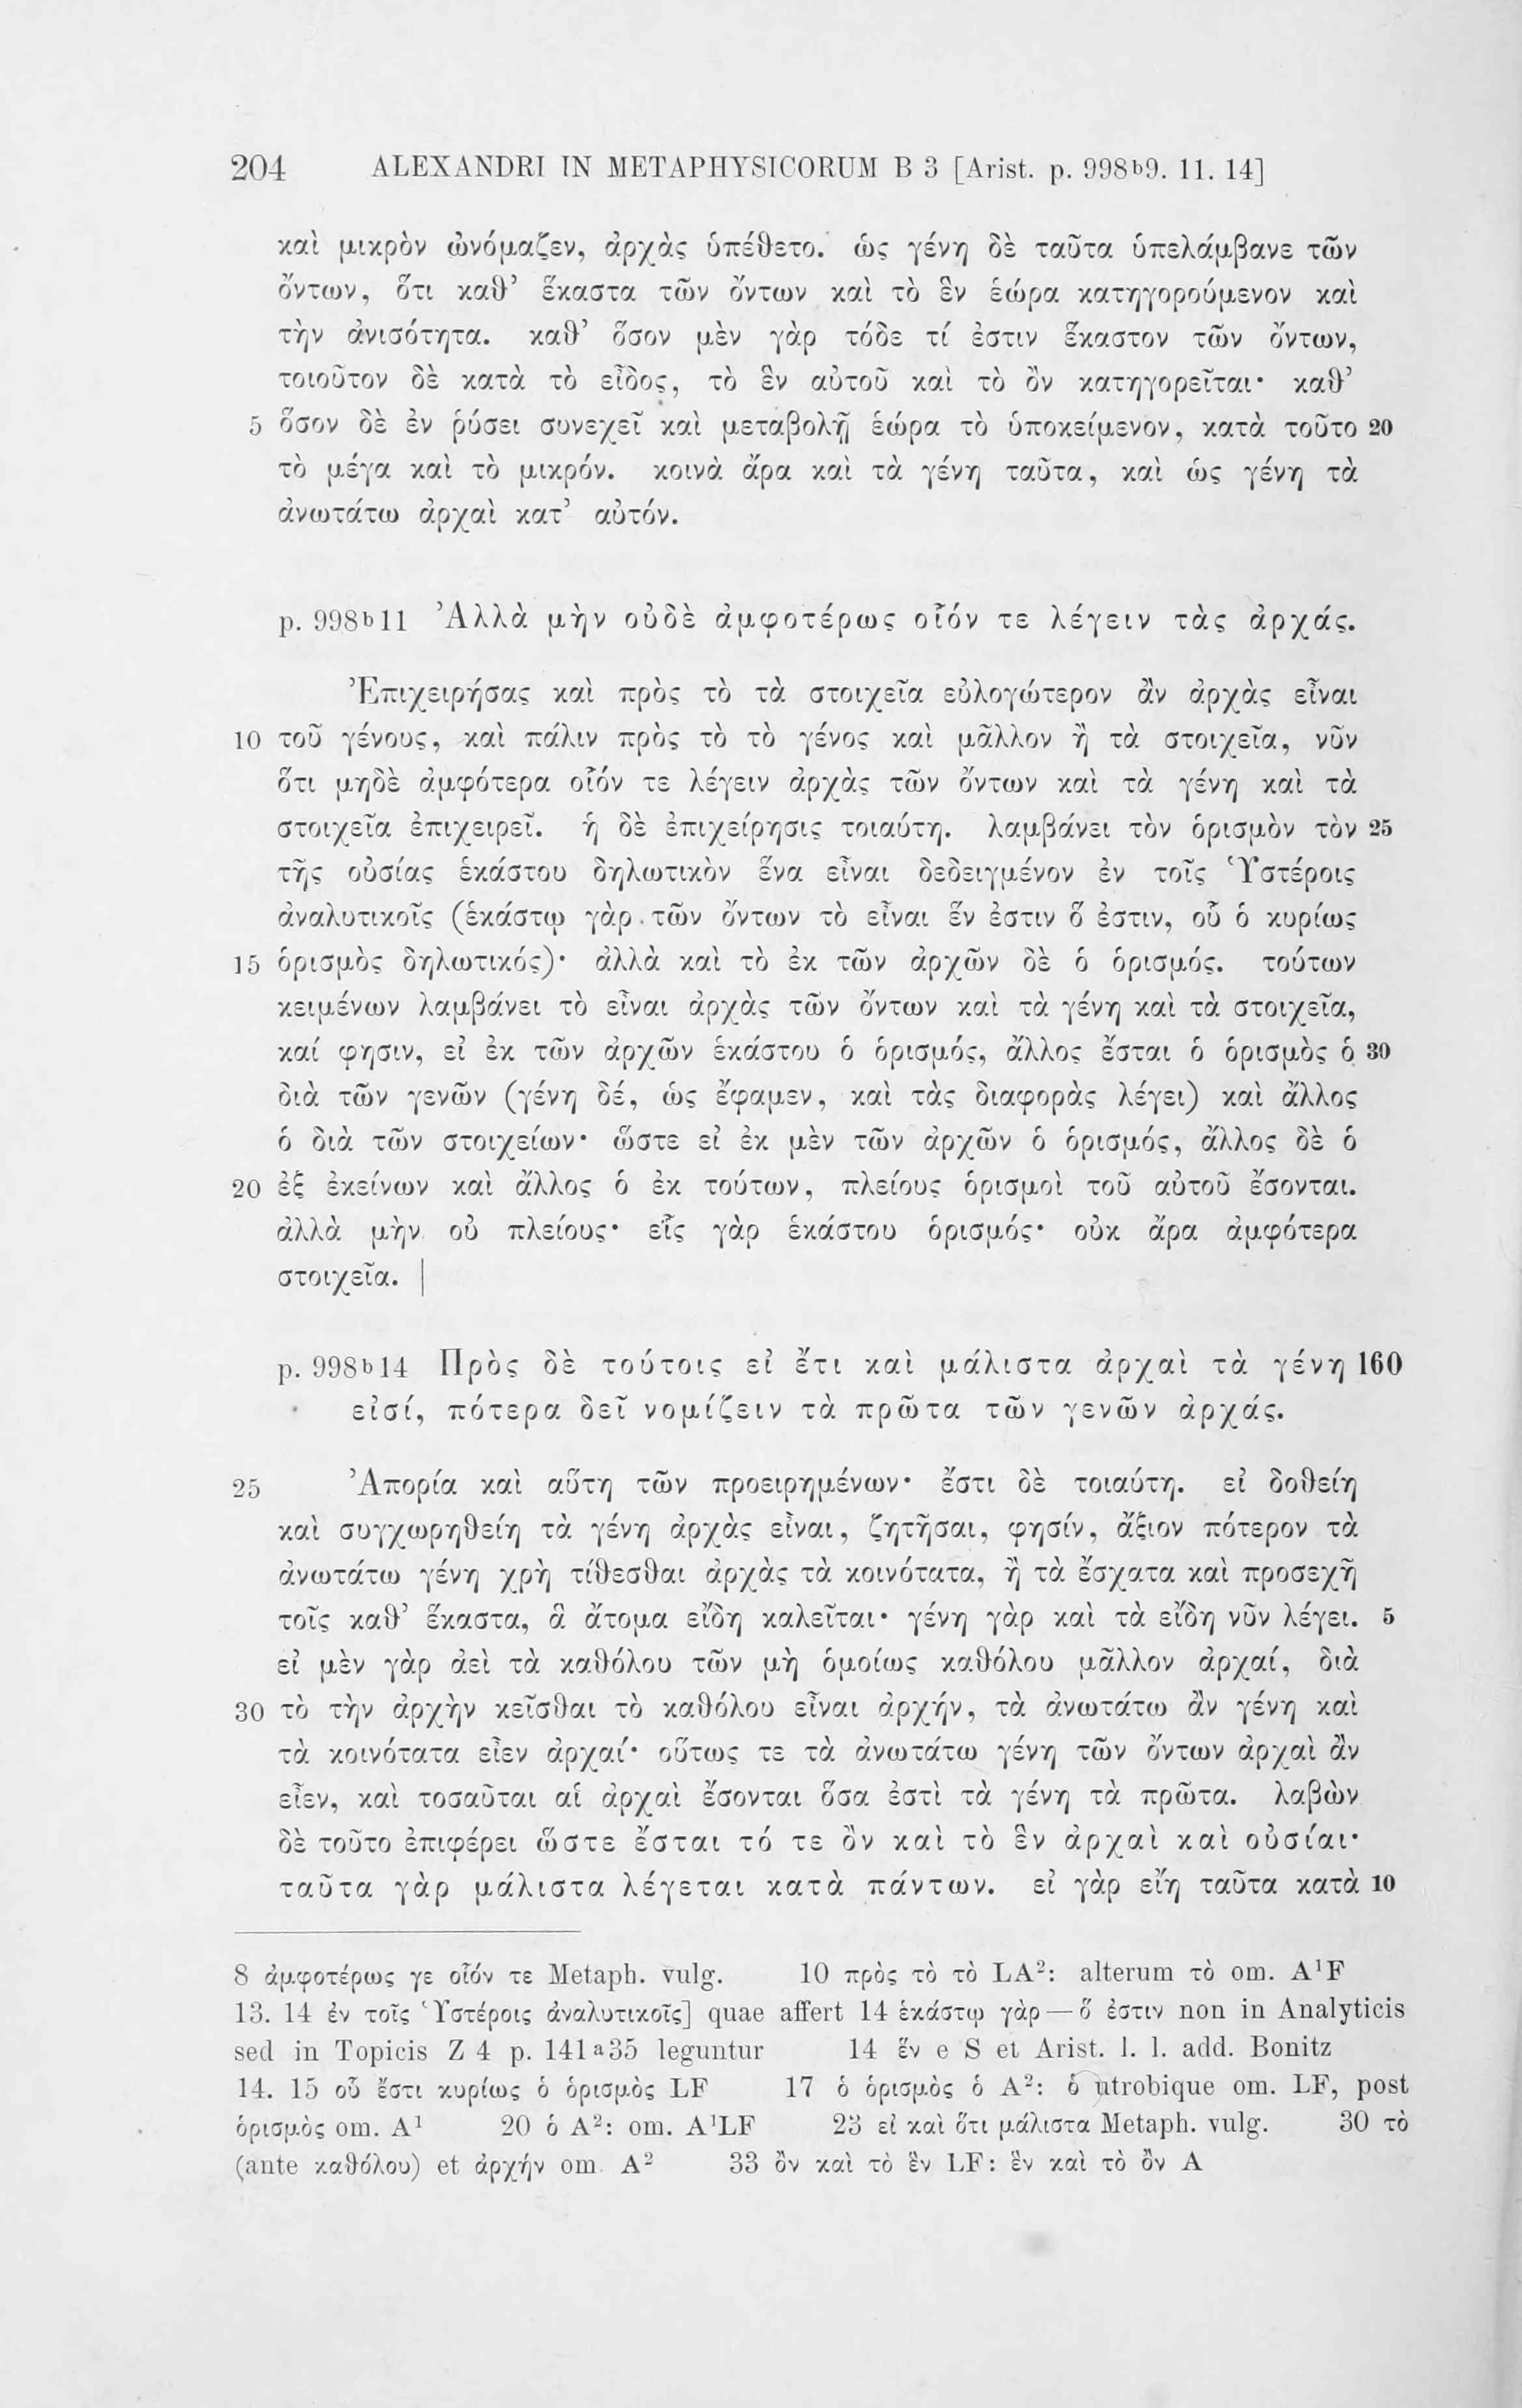 204 ALEXANDRI IN METAPHYSICORUM B 3 [Arist. p. 998b9. 11. 14]
καὶ μικρὸν ὠνόμαζεν, ἀρχὰς ὑπέθετο. ὡς γένη δὲ ταῦτα ὑπελάμβανε τῶν
ὄντων, ὅτι καθ' ἕκαστα τῶν ὄντων καὶ τὸ ἓν ἑώρα κατηγορούμενον καὶ
τὴν ἀνισότητα. καθ' ὅσον μὲν γὰρ τόδε τί ἐστιν ἕκαστον τῶν ὄντων,
τοιοῦτον δὲ κατὰ τὸ εἶδος, τὸ ἓν αὐτοῦ καὶ τὸ ὂν κατηγορεῖται· καθ'
5 ὅσον δὲ ἐν ῥύσει συνεχεῖ καὶ μεταβολῇ ἑώρα τὸ ὑποκείμενον, κατὰ τοῦτο 20
τὸ μέγα καὶ τὸ μικρόν. κοινὰ ἄρα καὶ τὰ γένη ταῦτα, καὶ ὡς γένη τὰ
ἀνωτάτω ἀρχαὶ κατ' αὐτόν.
p. 998b11 Ἀλλὰ μὴν οὐδὲ ἀμφοτέρως οἷόν τε λέγειν τὰς ἀρχάς.
Ἐπιχειρήσας καὶ πρὸς τὸ τὰ στοιχεῖα εὐλογώτερον ἂν ἀρχὰς εἶναι
10 τοῦ γένους, καὶ πάλιν πρὸς τὸ τὸ γένος καὶ μᾶλλον ἢ τὰ στοιχεῖα, νῦν
ὅτι μηδὲ ἀμφότερα οἷόν τε λέγειν ἀρχὰς τῶν ὄντων καὶ τὰ γένη καὶ τὰ
στοιχεῖα ἐπιχειρεῖ. ἡ δὲ ἐπιχείρησις τοιαύτη. λαμβάνει τὸν ὁρισμὸν τὸν 25
τῆς οὐσίας ἑκάστου δηλωτικὸν ἕνα εἶναι δεδειγμένον ἐν τοῖς Ὑστέροις
ἀναλυτικοῖς (ἑκάστῳ γὰρ τῶν ὄντων τὸ εἶναι ἕν ἐστιν ὅ ἐστιν, οὗ ὁ κυρίως
15 ὁρισμὸς δηλωτικός)· ἀλλὰ καὶ τὸ ἐκ τῶν ἀρχῶν δὲ ὁ ὁρισμός. τούτων
κειμένων λαμβάνει τὸ εἶναι ἀρχὰς τῶν ὄντων καὶ τὰ γένη καὶ τὰ στοιχεῖα,
καί φησιν, εἰ ἐκ τῶν ἀρχῶν ἑκάστου ὁ ὁρισμός, ἄλλος ἔσται ὁ ὁρισμὸς ὁ 30
διὰ τῶν γενῶν (γένη δέ, ὡς ἔφαμεν, καὶ τὰς διαφορὰς λέγει) καὶ ἄλλος
ὁ διὰ τῶν στοιχείων· ὥστε εἰ ἐκ μὲν τῶν ἀρχῶν ὁ ὁρισμός, ἄλλος δὲ ὁ
20 ἐξ ἐκείνων καὶ ἄλλος ὁ ἐκ τούτων, πλείους ὁρισμοὶ τοῦ αὐτοῦ ἔσονται.
ἀλλὰ μὴν οὐ πλείους· εἷς γὰρ ἑκάστου ὁρισμός· οὐκ ἄρα ἀμφότερα
στοιχεῖα. |
p. 998b14 Πρὸς δὲ τούτοις εἰ ἔτι καὶ μάλιστα ἀρχαὶ τὰ γένη 160
εἰσί, πότερα δεῖ νομίζειν τὰ πρῶτα τῶν γενῶν ἀρχάς.
25 Ἀπορία καὶ αὕτη τῶν προειρημένων· ἔστι δὲ τοιαύτη. εἰ δοθείη
καὶ συγχωρηθείη τὰ γένη ἀρχὰς εἶναι, ζητῆσαι, φησίν, ἄξιον πότερον τὰ
ἀνωτάτω γένη χρὴ τίθεσθαι ἀρχὰς τὰ κοινότατα, ἢ τὰ ἔσχατα καὶ προσεχῆ
τοῖς καθ' ἕκαστα, ἃ ἄτομα εἴδη καλεῖται· γένη γὰρ καὶ τὰ εἴδη νῦν λέγει. 5
εἰ μὲν γὰρ ἀεὶ τὰ καθόλου τῶν μὴ ὁμοίως καθόλου μᾶλλον ἀρχαί, διὰ
30 τὸ τὴν ἀρχὴν κεῖσθαι τὸ καθόλου εἶναι ἀρχήν, τὰ ἀνωτάτω ἂν γένη καὶ
τὰ κοινότατα εἶεν ἀρχαί· οὕτως τε τὰ ἀνωτάτω γένη τῶν ὄντων ἀρχαὶ ἂν
εἶεν, καὶ τοσαῦται αἱ ἀρχαὶ ἔσονται ὅσα ἐστὶ τὰ γένη τὰ πρῶτα. λαβὼν
δὲ τοῦτο ἐπιφέρει ὥστε ἔσται τό τε ὂν καὶ τὸ ἓν ἀρχαὶ καὶ οὐσίαι·
ταῦτα γὰρ μάλιστα λέγεται κατὰ πάντων. εἰ γὰρ εἴη ταῦτα κατὰ 10
8 ἀμφοτέρως γε οἷόν τε Metaph. vulg. 10 πρὸς τὸ τὸ LA²: alterum τὸ om. A¹F
13. 14 ἐν τοῖς Ὑστέροις ἀναλυτικοῖς] quae affert 14 ἑκάστῳ γὰρ — ὅ ἐστιν non in Analyticis
sed in Topicis Z 4 p. 141a35 leguntur 14 ἕν e S et Arist. l. l. add. Bonitz
14. 15 οὗ ἔστι κυρίως ὁ ὁρισμὸς LF 17 ὁ ὁρισμὸς ὁ A²: ὁ utrobique om. LF, post
ὁρισμὸς om. A¹ 20 ὁ A²: om. A¹LF 23 εἰ καὶ ὅτι μάλιστα Metaph. vulg. 30 τὸ
(ante καθόλου) et ἀρχήν om. A² 33 ὂν καὶ τὸ ἓν LF: ἓν καὶ τὸ ὂν A